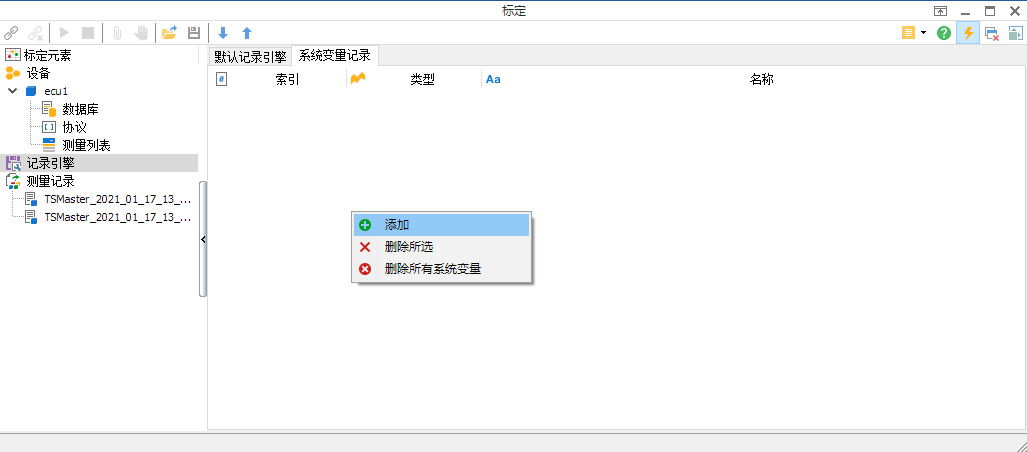 标定
标定元素
设备
ecu1
数据库
协议
测量列表
记录引擎
测量记录
TSMaster_2021_01_17_13_...
TSMaster_2021_01_17_13_...
默认记录引擎 系统变量记录
# 索引 类型 Aa 名称
添加
删除所选
删除所有系统变量